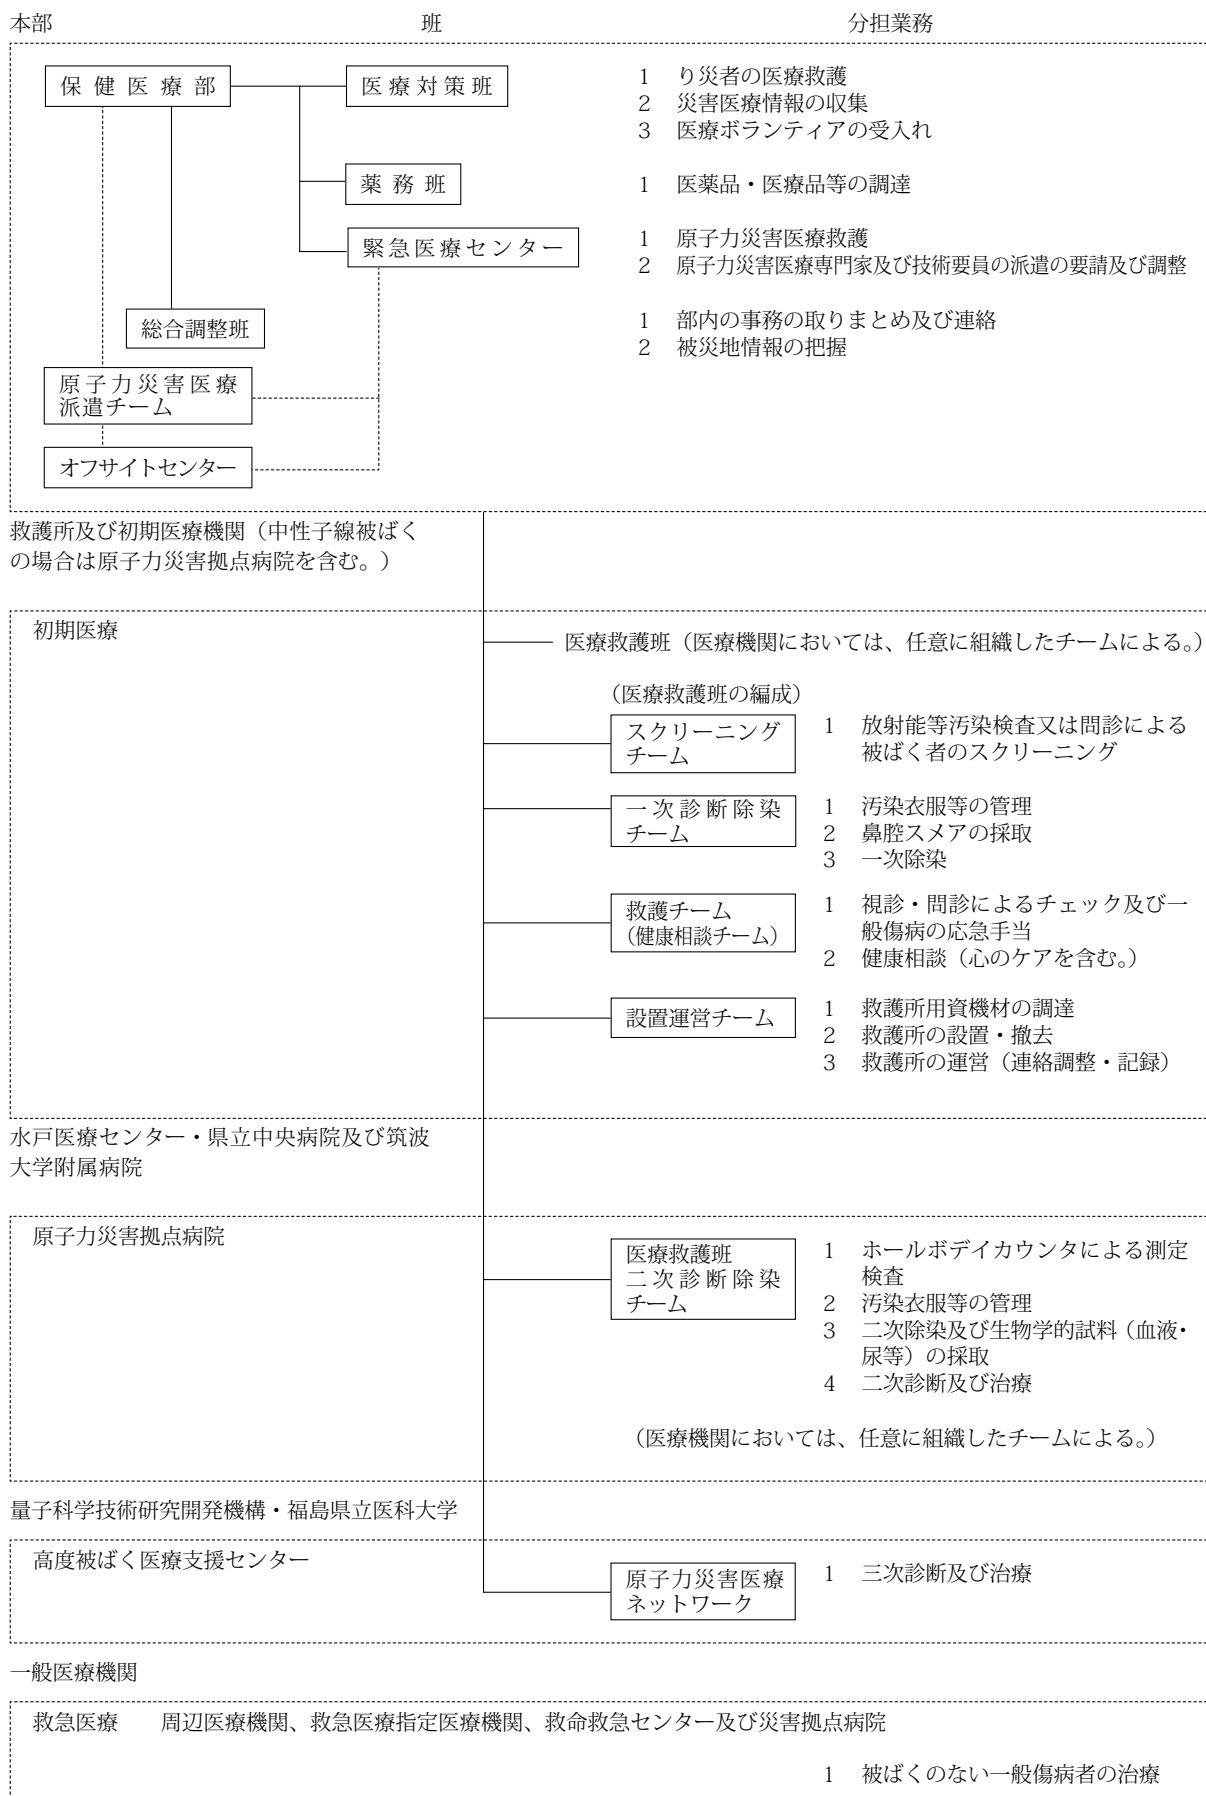 本部　班　分担業務
保健医療部　医療対策班　1　り災者の医療救護
2　災害医療情報の収集
3　医療ボランティアの受入れ
薬務班　1　医薬品・医療品等の調達
緊急医療センター　1　原子力災害医療救護
2　原子力災害医療専門家及び技術要員の派遣の要請及び調整
総合調整班　1　部内の事務の取りまとめ及び連絡
2　被災地情報の把握
原子力災害医療
派遣チーム
オフサイトセンター
救護所及び初期医療機関（中性子線被ばく
の場合は原子力災害拠点病院を含む。）
初期医療
医療救護班（医療機関においては、任意に組織したチームによる。）
（医療救護班の編成）
スクリーニング
チーム
1　放射能等汚染検査又は問診による
被ばく者のスクリーニング
一次診断除染
チーム
1　汚染衣服等の管理
2　鼻腔スメアの採取
3　一次除染
救護チーム
（健康相談チーム）
1　視診・問診によるチェック及び一
般傷病の応急手当
2　健康相談（心のケアを含む。）
設置運営チーム
1　救護所用資機材の調達
2　救護所の設置・撤去
3　救護所の運営（連絡調整・記録）
水戸医療センター・県立中央病院及び筑波
大学附属病院
原子力災害拠点病院
医療救護班
二次診断除染
チーム
1　ホールボデイカウンタによる測定
検査
2　汚染衣服等の管理
3　二次除染及び生物学的試料（血液・
尿等）の採取
4　二次診断及び治療
（医療機関においては、任意に組織したチームによる。）
量子科学技術研究開発機構・福島県立医科大学
高度被ばく医療支援センター
原子力災害医療
ネットワーク
1　三次診断及び治療
一般医療機関
救急医療　周辺医療機関、救急医療指定医療機関、救命救急センター及び災害拠点病院
1　被ばくのない一般傷病者の治療